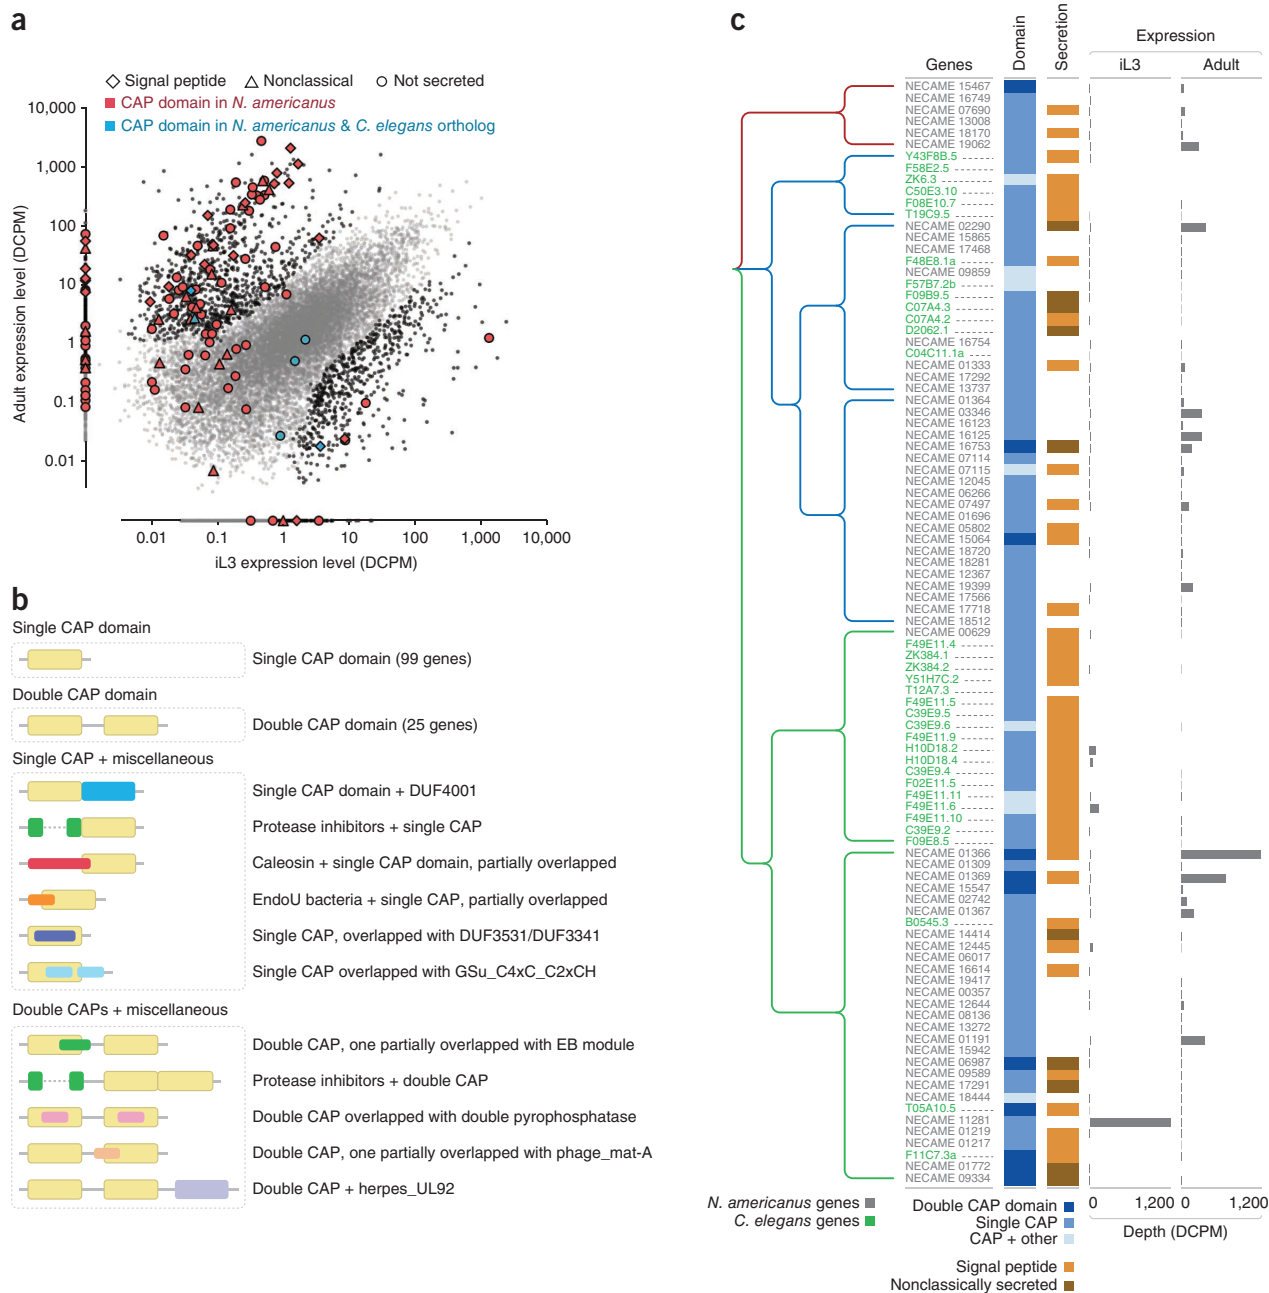 a
Signal peptide
Nonclassical
Not secreted
CAP domain in N. americanus
CAP domain in N. americanus & C. elegans ortholog
Adult expression level (DCPM)
10,000
1,000
100
10
1
0.1
0.01
0.01
0.1
1
10
100
1,000
10,000
iL3 expression level (DCPM)
b
Single CAP domain
Single CAP domain (99 genes)
Double CAP domain
Double CAP domain (25 genes)
Single CAP + miscellaneous
Single CAP domain + DUF4001
Protease inhibitors + single CAP
Caleosin + single CAP domain, partially overlapped
EndoU bacteria + single CAP, partially overlapped
Single CAP, overlapped with DUF3531/DUF3341
Single CAP overlapped with GSu_C4xC_C2xCH
Double CAPs + miscellaneous
Double CAP, one partially overlapped with EB module
Protease inhibitors + double CAP
Double CAP overlapped with double pyrophosphatase
Double CAP, one partially overlapped with phage_mat-A
Double CAP + herpes_UL92
c
Genes
Domain
Secretion
Expression
iL3
Adult
NECAME 15467
NECAME 16749
NECAME 07690
NECAME 13008
NECAME 18170
NECAME 19062
Y43F8B.5
F58E2.5
ZK6.3
C50E3.10
F08E10.7
T19C9.5
NECAME 02290
NECAME 15865
NECAME 17468
F48E8.1a
NECAME 09859
F57B7.2b
F09B9.5
C07A4.3
C07A4.2
D2062.1
NECAME 16754
C04C11.1a
NECAME 01333
NECAME 17292
NECAME 13737
NECAME 01364
NECAME 03346
NECAME 16123
NECAME 16125
NECAME 16753
NECAME 07114
NECAME 07115
NECAME 12045
NECAME 06266
NECAME 07497
NECAME 01696
NECAME 05802
NECAME 15064
NECAME 18720
NECAME 18281
NECAME 12367
NECAME 19399
NECAME 17566
NECAME 17718
NECAME 18512
NECAME 00629
F49E11.4
ZK384.1
ZK384.2
Y51H7C.2
T12A7.3
F49E11.5
C39E9.5
C39E9.6
F49E11.9
H10D18.2
H10D18.4
C39E9.4
F02E11.5
F49E11.11
F49E11.6
F49E11.10
C39E9.2
F09E8.5
NECAME 01366
NECAME 01309
NECAME 01369
NECAME 15547
NECAME 02742
NECAME 01367
B0545.3
NECAME 14414
NECAME 12445
NECAME 06017
NECAME 16614
NECAME 19417
NECAME 00357
NECAME 12644
NECAME 08136
NECAME 13272
NECAME 01191
NECAME 15942
NECAME 06987
NECAME 09589
NECAME 17291
NECAME 18444
T05A10.5
NECAME 11281
NECAME 01219
NECAME 01217
F11C7.3a
NECAME 01772
NECAME 09334
0
1,200
0
1,200
Depth (DCPM)
N. americanus genes
C. elegans genes
Double CAP domain
Single CAP
CAP + other
Signal peptide
Nonclassically secreted